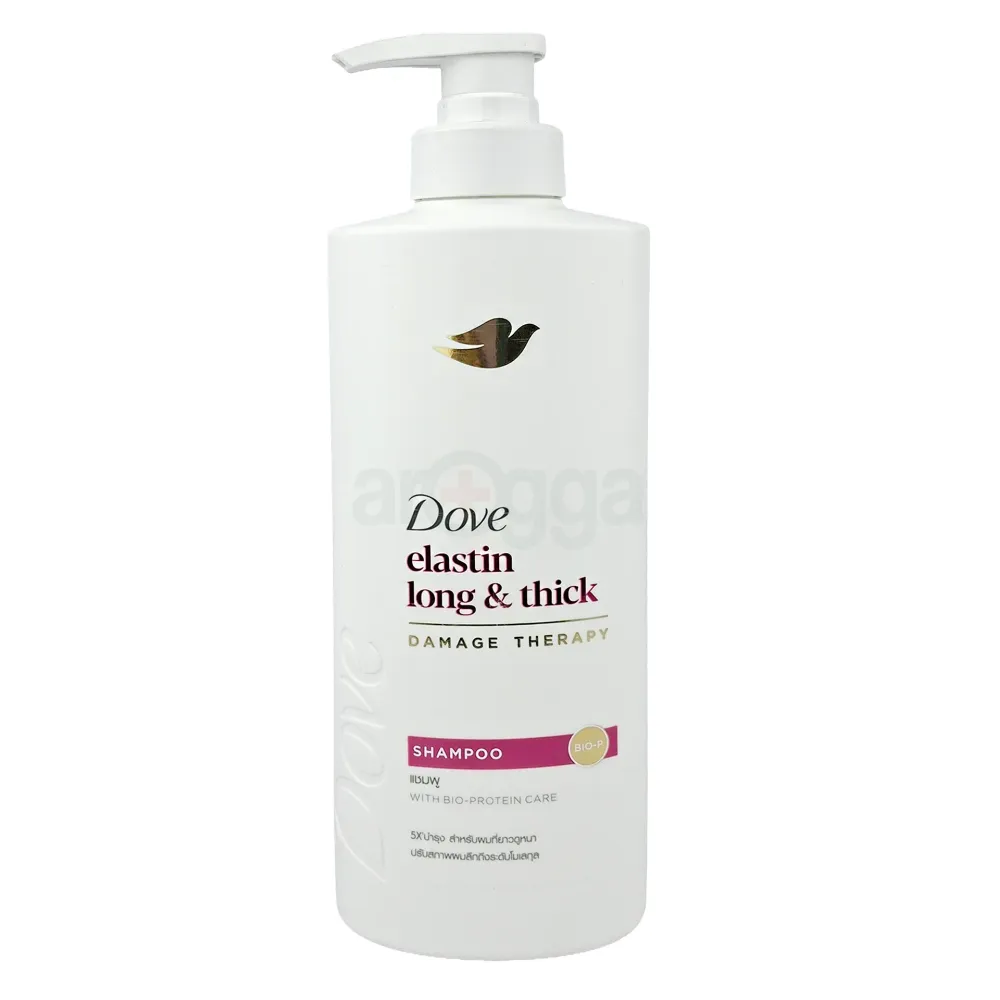 arogga
Dove
elastin
long & thick
DAMAGE THERAPY
SHAMPOO
BIO-P
แชมพู
WITH BIO-PROTEIN CARE
5X บำรุง สำหรับผมที่ยาวดูหนา
ปรับสภาพผมลึกถึงระดับโมเลกุล
Dove